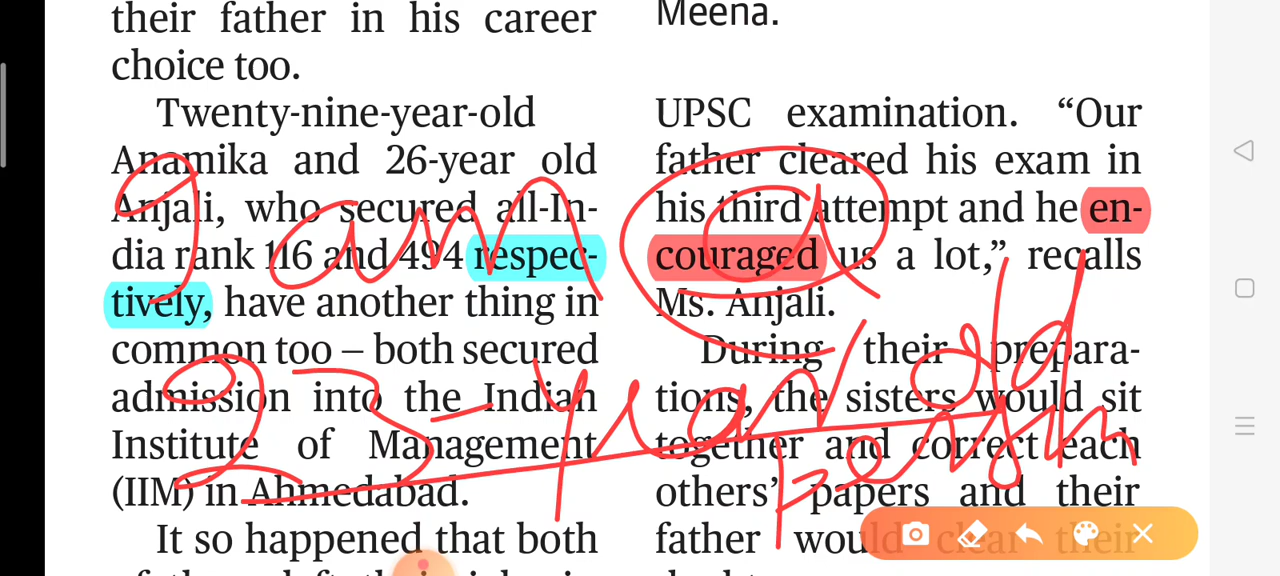 their father in his career
choice too.
Twenty-nine-year-old
Anamika and 26-year old
Anjali, who secured all-In-
dia rank 116 and 494 respec-
tively, have another thing in
common too – both secured
admission into the Indian
Institute of Management
(IIM) in Ahmedabad.
It so happened that both
Meena.
UPSC examination. “Our
father cleared his exam in
his third attempt and he en-
couraged us a lot,” recalls
Ms. Anjali.
During their prepara-
tions, the sisters would sit
together and correct each
others’ papers and their
father would clear their
I am a
23-year old